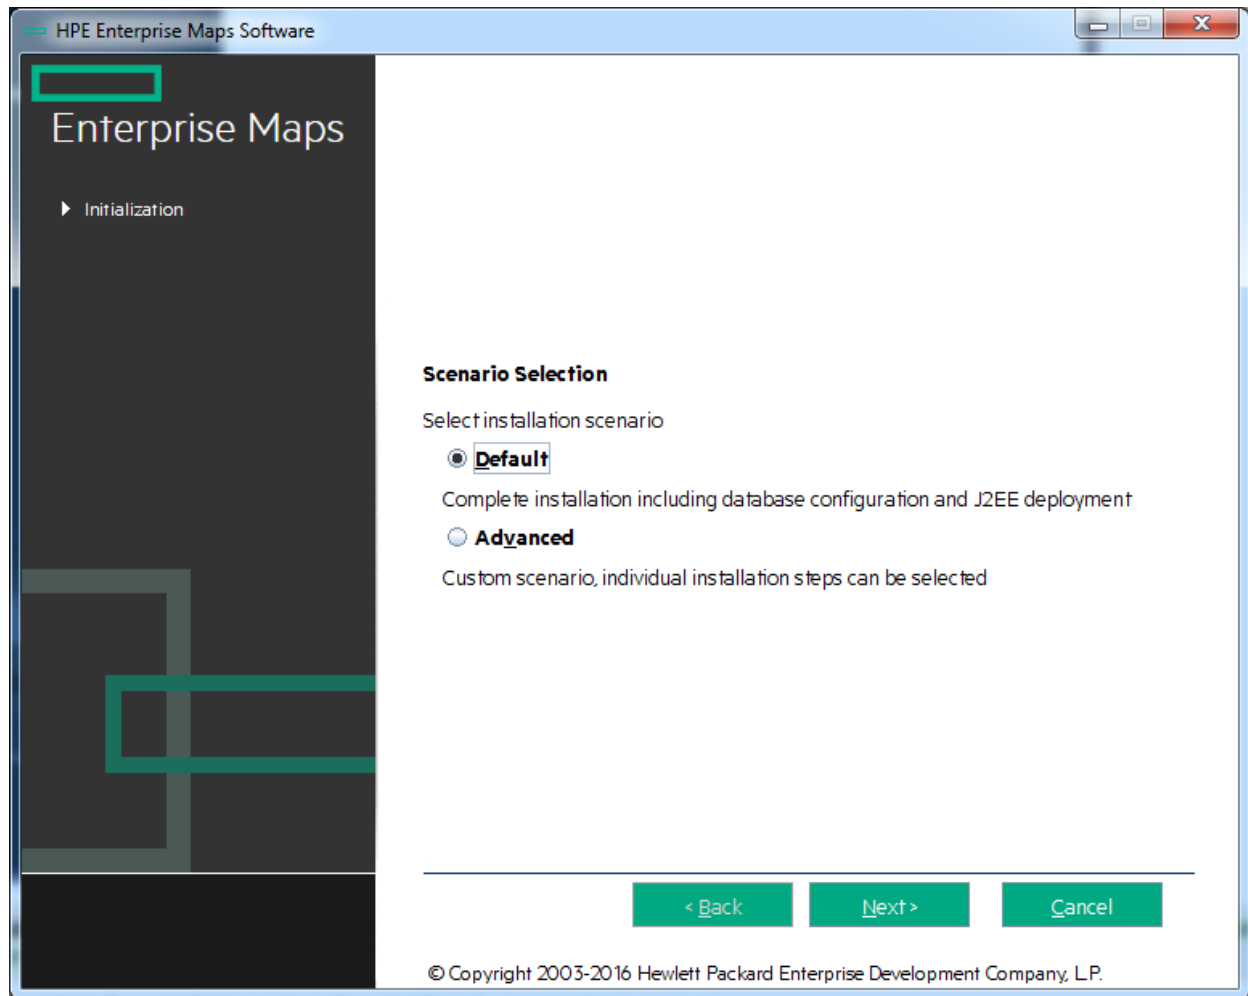 HPE Enterprise Maps Software
Enterprise Maps
Initialization
Scenario Selection
Select installation scenario
Default
Complete installation including database configuration and J2EE deployment
Advanced
Custom scenario, individual installation steps can be selected
< Back
Next >
Cancel
© Copyright 2003-2016 Hewlett Packard Enterprise Development Company, L.P.